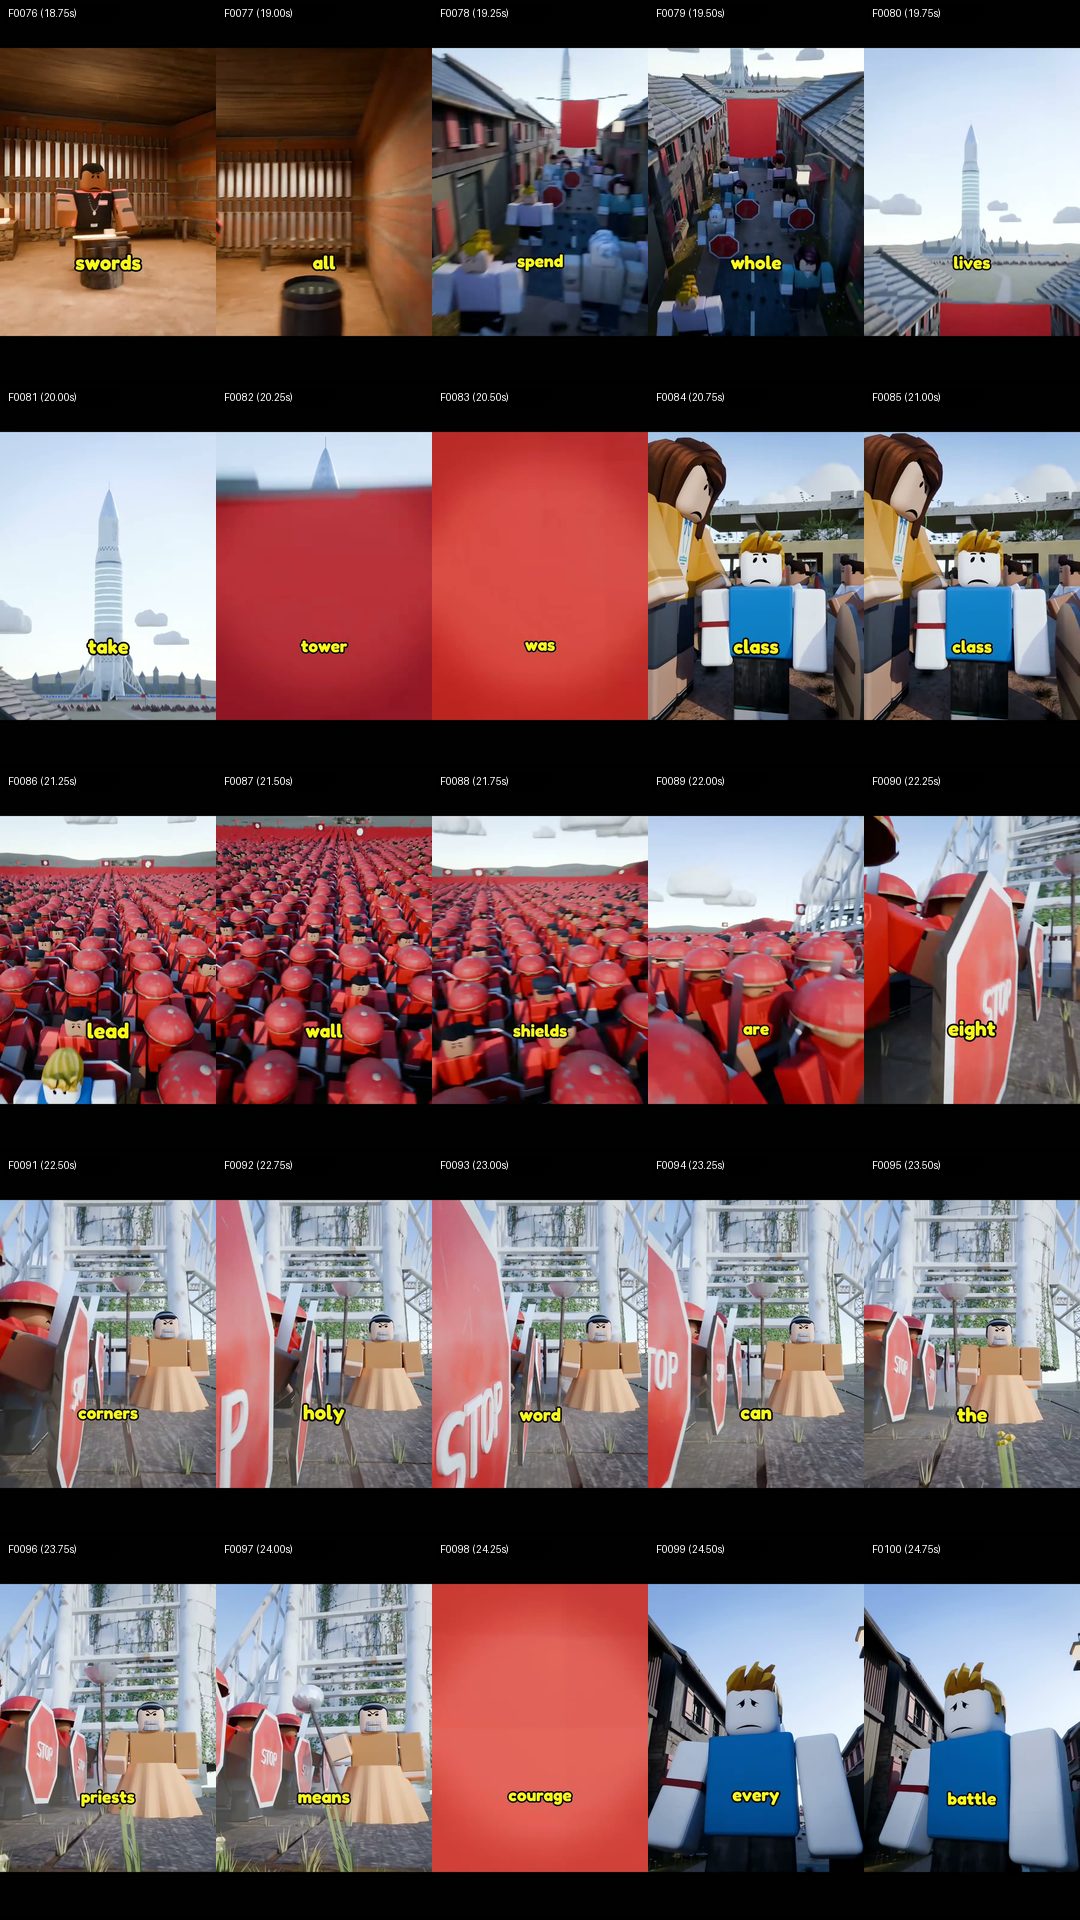 F0076 (18.75s)
F0077 (19.00s)
F0078 (19.25s)
F0079 (19.50s)
F0080 (19.75s)
swords
all
spend
whole
lives
F0081 (20.00s)
F0082 (20.25s)
F0083 (20.50s)
F0084 (20.75s)
F0085 (21.00s)
take
tower
was
class
class
F0086 (21.25s)
F0087 (21.50s)
F0088 (21.75s)
F0089 (22.00s)
F0090 (22.25s)
STOP
lead
wall
shields
are
eight
F0091 (22.50s)
F0092 (22.75s)
F0093 (23.00s)
F0094 (23.25s)
F0095 (23.50s)
STOP
STOP
corners
holy
word
can
the
F0096 (23.75s)
F0097 (24.00s)
F0098 (24.25s)
F0099 (24.50s)
F0100 (24.75s)
STOP
STOP
priests
means
courage
every
battle